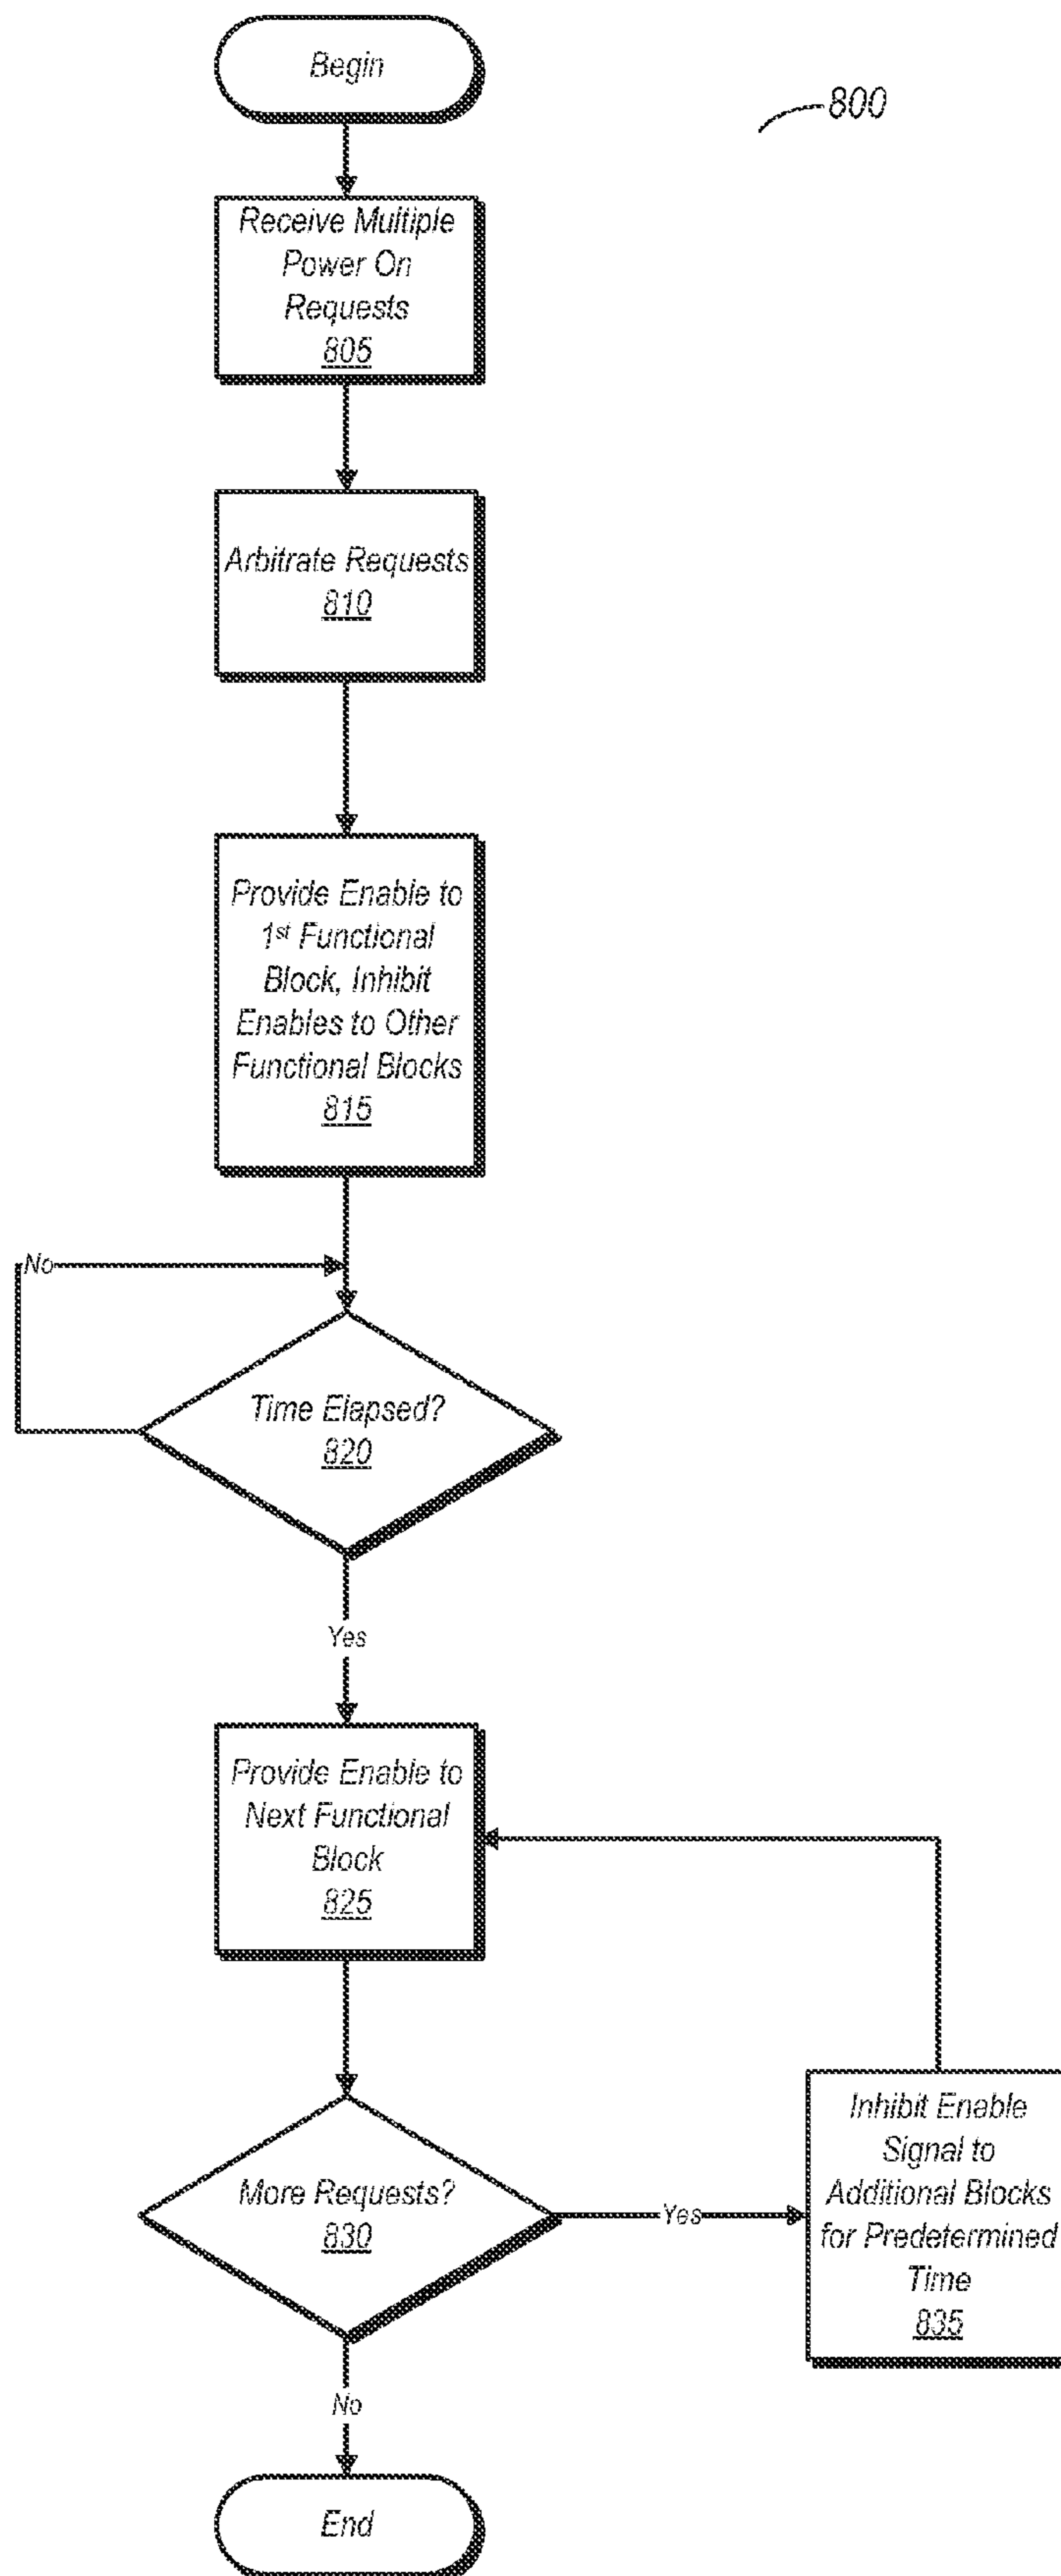 Begin
800
Receive Multiple
Power On
Requests
805
Arbitrate Requests
810
Provide Enable to
1st Functional
Block, Inhibit
Enables to Other
Functional Blocks
815
No
Time Elapsed?
820
Yes
Provide Enable to
Next Functional
Block
825
More Requests?
830
Yes
Inhibit Enable
Signal to
Additional Blocks
for Predetermined
Time
835
No
End